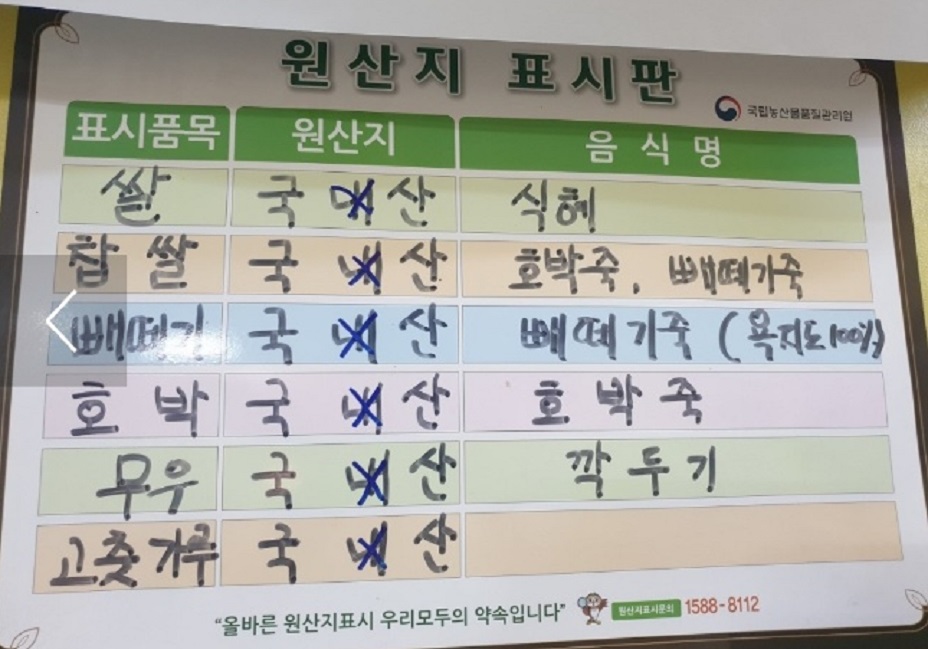 원산지 표시판
국립농산물품질관리원
표시품목 원산지 음식명
쌀 국내산 식혜
찹쌀 국내산 호박죽, 빼떼기죽
빼떼기 국내산 빼떼기죽 (욕지도100%)
호박 국내산 호박죽
무우 국내산 깍두기
고춧가루 국내산
"올바른 원산지표시 우리모두의 약속입니다" 원산지표시문의 1588-8112